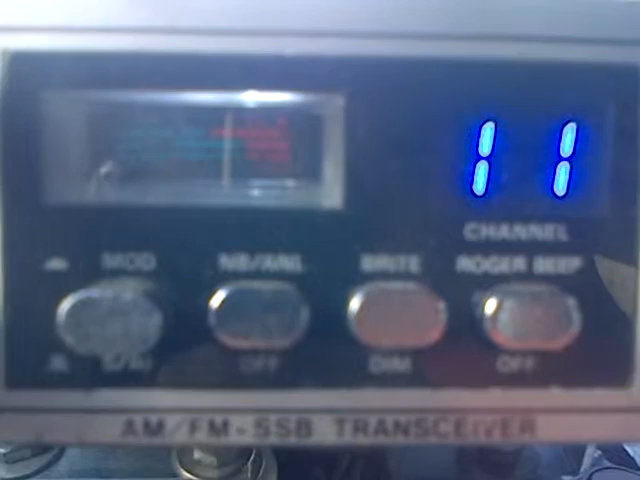 11
CHANNEL
MOD NB/ANL BRITE ROGER BEEP
OFF DIM OFF
AM/FM-SSB TRANSCEIVER